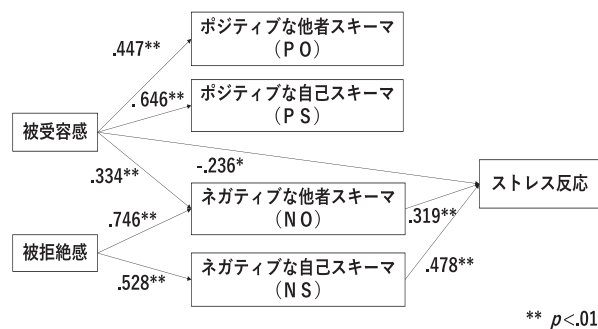 ポジティブな他者スキーマ
(PO)
.447**
ポジティブな自己スキーマ
(PS)
.646**
被受容感
-.236*
.334**
ストレス反応
ネガティブな他者スキーマ
(NO)
.746**
.319**
被拒絶感
ネガティブな自己スキーマ
(NS)
.478**
.528**
** p<.01